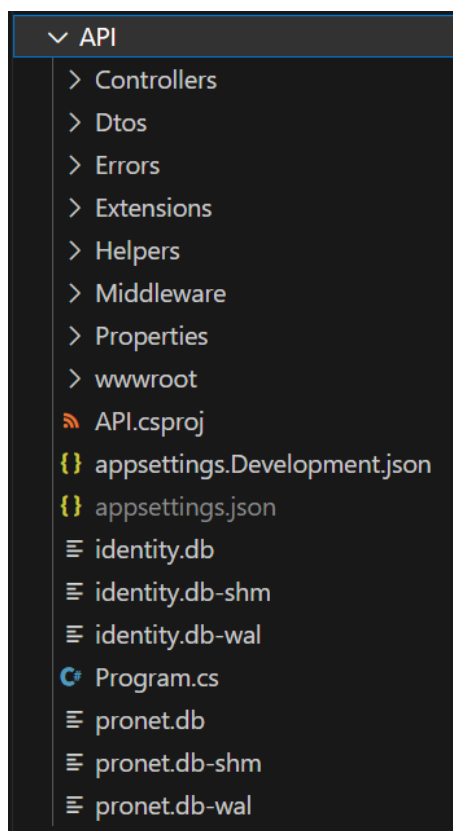 API
Controllers
Dtos
Errors
Extensions
Helpers
Middleware
Properties
wwwroot
API.csproj
{} appsettings.Development.json
{} appsettings.json
identity.db
identity.db-shm
identity.db-wal
C# Program.cs
pronet.db
pronet.db-shm
pronet.db-wal